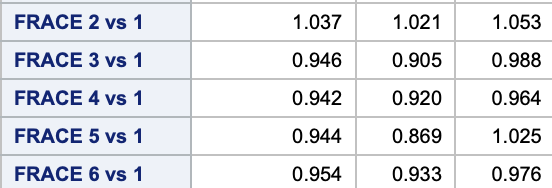 FRACE 2 vs 1 1.037 1.021 1.053
FRACE 3 vs 1 0.946 0.905 0.988
FRACE 4 vs 1 0.942 0.920 0.964
FRACE 5 vs 1 0.944 0.869 1.025
FRACE 6 vs 1 0.954 0.933 0.976